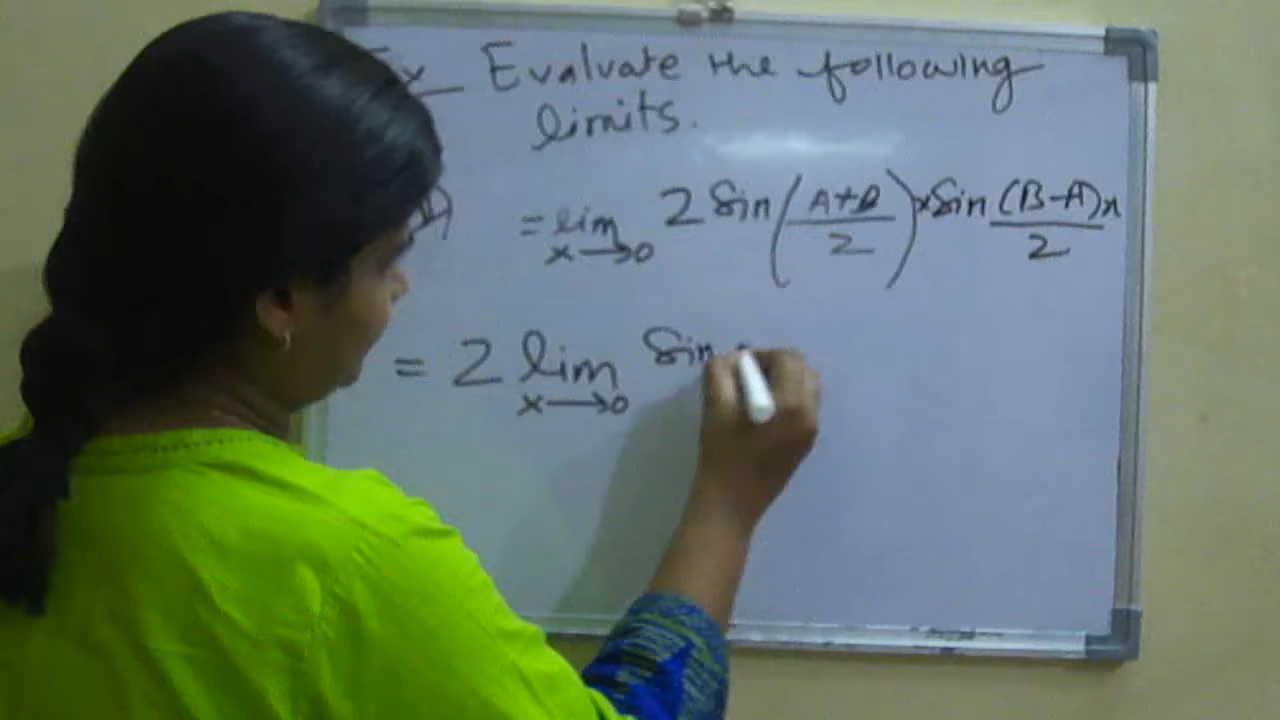 Ex Evaluate the following
limits.
= lim x→0 2 Sin (A+B/2) x Sin (B-A)x/2
= 2 lim x→0 Sin